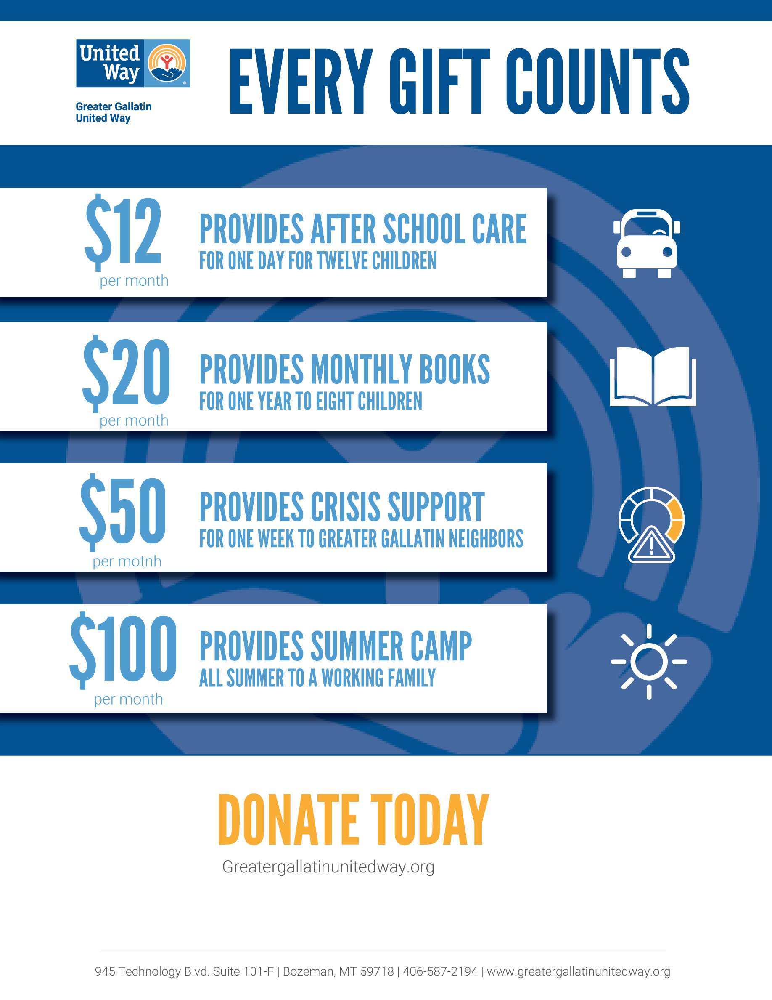 United
Way
®
Greater Gallatin
United Way
EVERY GIFT COUNTS
$12
per month
PROVIDES AFTER SCHOOL CARE
FOR ONE DAY FOR TWELVE CHILDREN
$20
per month
PROVIDES MONTHLY BOOKS
FOR ONE YEAR TO EIGHT CHILDREN
$50
per motnh
PROVIDES CRISIS SUPPORT
FOR ONE WEEK TO GREATER GALLATIN NEIGHBORS
$100
per month
PROVIDES SUMMER CAMP
ALL SUMMER TO A WORKING FAMILY
DONATE TODAY
Greatergallatinunitedway.org
945 Technology Blvd. Suite 101-F | Bozeman, MT 59718 | 406-587-2194 | www.greatergallatinunitedway.org